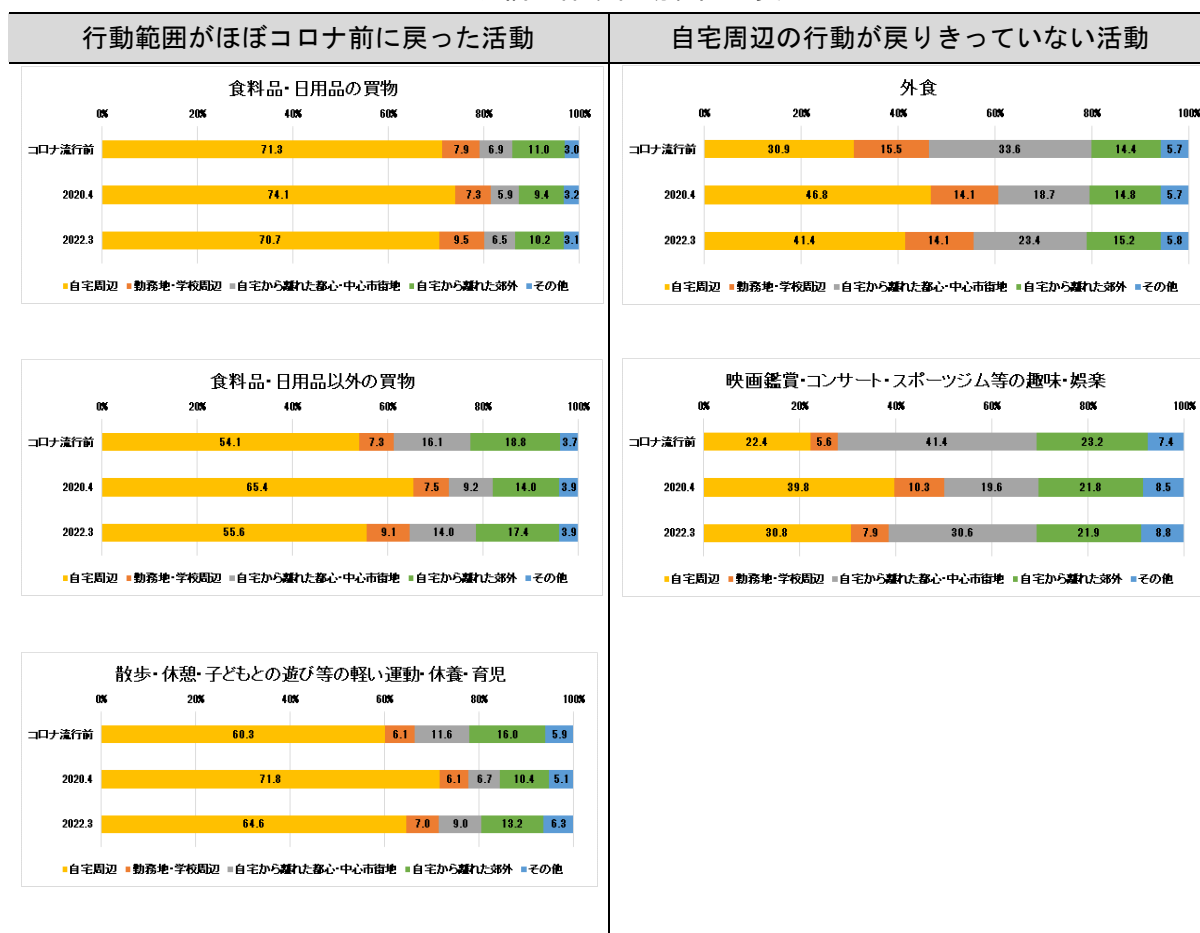 行動範囲がほぼコロナ前に戻った活動
食料品・日用品の買物
0% 20% 40% 60% 80% 100%
コロナ流行前 71.3 7.9 6.9 11.0 3.0
2020.4 74.1 7.3 5.9 9.4 3.2
2022.3 70.7 9.5 6.5 10.2 3.1
自宅周辺 勤務地・学校周辺 自宅から離れた都心・中心市街地 自宅から離れた郊外 その他
食料品・日用品以外の買物
0% 20% 40% 60% 80% 100%
コロナ流行前 54.1 7.3 16.1 18.8 3.7
2020.4 65.4 7.5 9.2 14.0 3.9
2022.3 55.6 9.1 14.0 17.4 3.9
自宅周辺 勤務地・学校周辺 自宅から離れた都心・中心市街地 自宅から離れた郊外 その他
散歩・休憩・子どもとの遊び等の軽い運動・休養・育児
0% 20% 40% 60% 80% 100%
コロナ流行前 60.3 6.1 11.6 16.0 5.9
2020.4 71.8 6.1 6.7 10.4 5.1
2022.3 64.6 7.0 9.0 13.2 6.3
自宅周辺 勤務地・学校周辺 自宅から離れた都心・中心市街地 自宅から離れた郊外 その他
自宅周辺の行動が戻りきっていない活動
外食
0% 20% 40% 60% 80% 100%
コロナ流行前 30.9 15.5 33.6 14.4 5.7
2020.4 46.8 14.1 18.7 14.8 5.7
2022.3 41.4 14.1 23.4 15.2 5.8
自宅周辺 勤務地・学校周辺 自宅から離れた都心・中心市街地 自宅から離れた郊外 その他
映画鑑賞・コンサート・スポーツジム等の趣味・娯楽
0% 20% 40% 60% 80% 100%
コロナ流行前 22.4 5.6 41.4 23.2 7.4
2020.4 39.8 10.3 19.6 21.8 8.5
2022.3 30.8 7.9 30.6 21.9 8.8
自宅周辺 勤務地・学校周辺 自宅から離れた都心・中心市街地 自宅から離れた郊外 その他